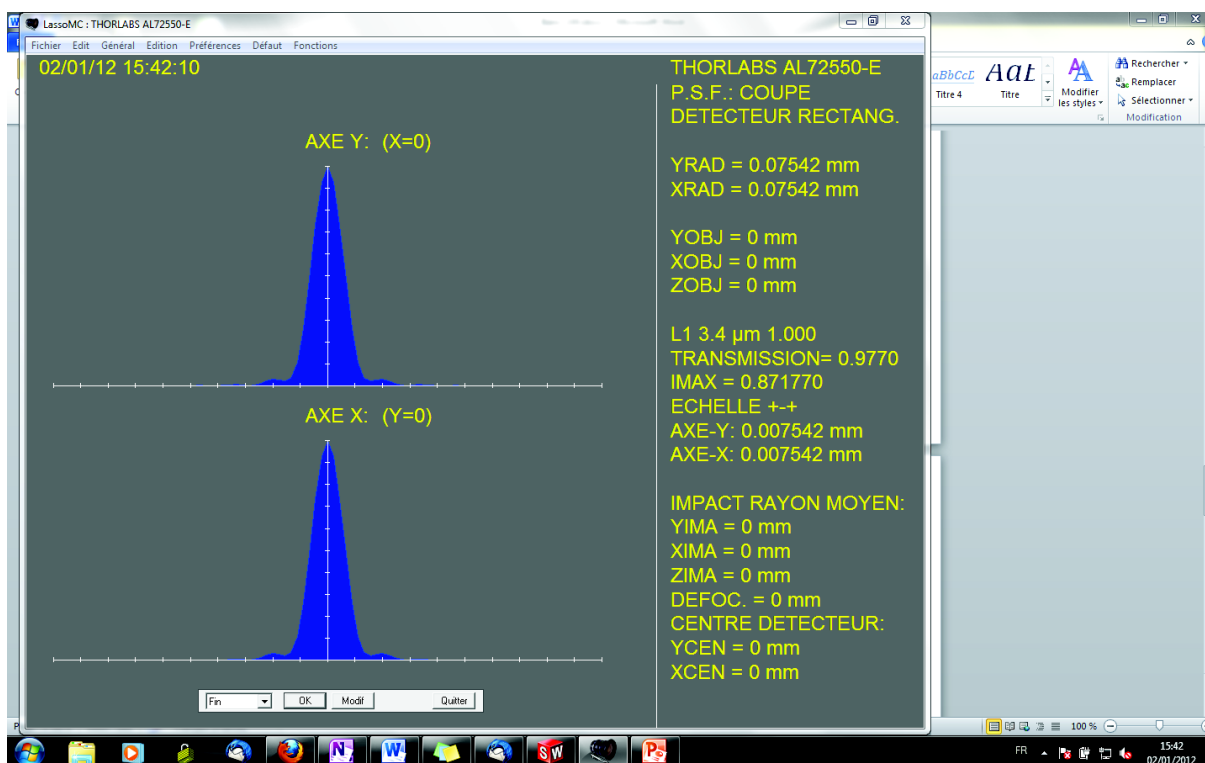 LassoMC : THORLABS AL72550-E
Fichier Edit Général Edition Préférences Défaut Fonctions
02/01/12 15:42:10
AXE Y: (X=0)
AXE X: (Y=0)
THORLABS AL72550-E
P.S.F.: COUPE
DETECTEUR RECTANG.
YRAD = 0.07542 mm
XRAD = 0.07542 mm
YOBJ = 0 mm
XOBJ = 0 mm
ZOBJ = 0 mm
L1 3.4 µm 1.000
TRANSMISSION= 0.9770
IMAX = 0.871770
ECHELLE +-+
AXE-Y: 0.007542 mm
AXE-X: 0.007542 mm
IMPACT RAYON MOYEN:
YIMA = 0 mm
XIMA = 0 mm
ZIMA = 0 mm
DEFOC. = 0 mm
CENTRE DETECTEUR:
YCEN = 0 mm
XCEN = 0 mm
Fin OK Modif Quitter
aBbCcL AaL
Titre 4 Titre
Modifier
les styles
Rechercher
Remplacer
Sélectionner
Modification
100 %
FR
15:42
02/01/2012